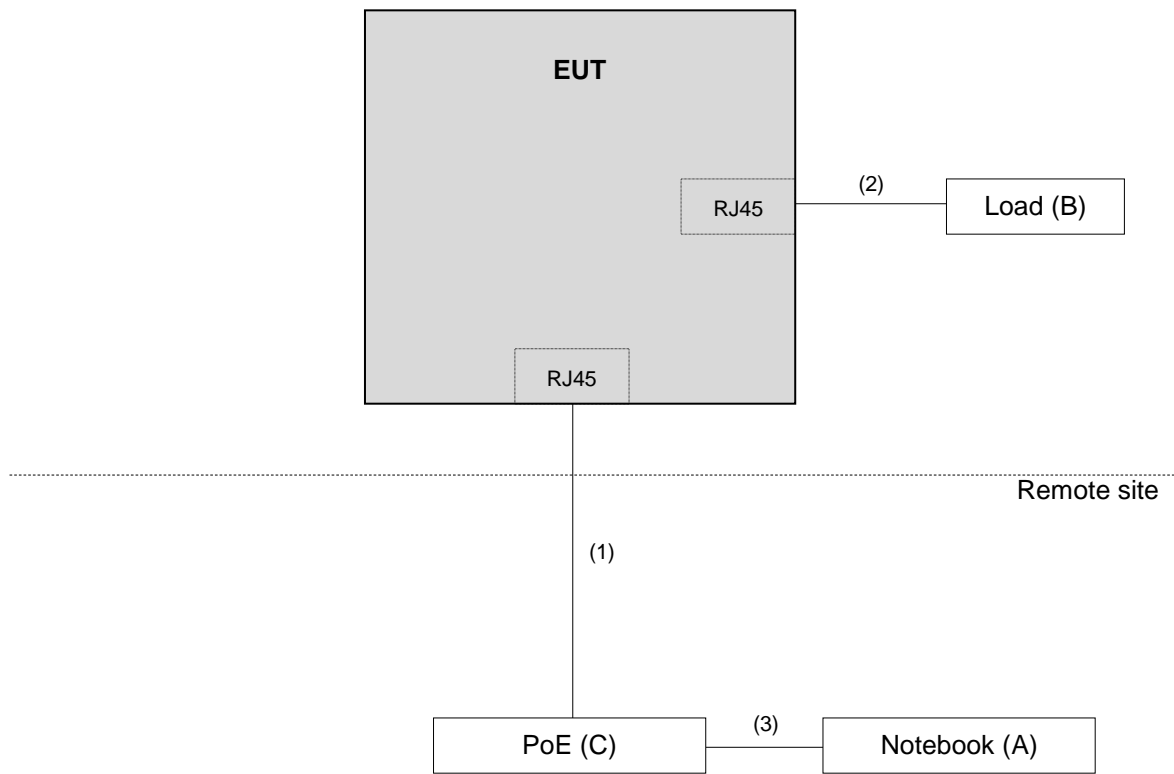 EUT
(2)
RJ45
Load (B)
RJ45
Remote site
(1)
(3)
PoE (C)
Notebook (A)